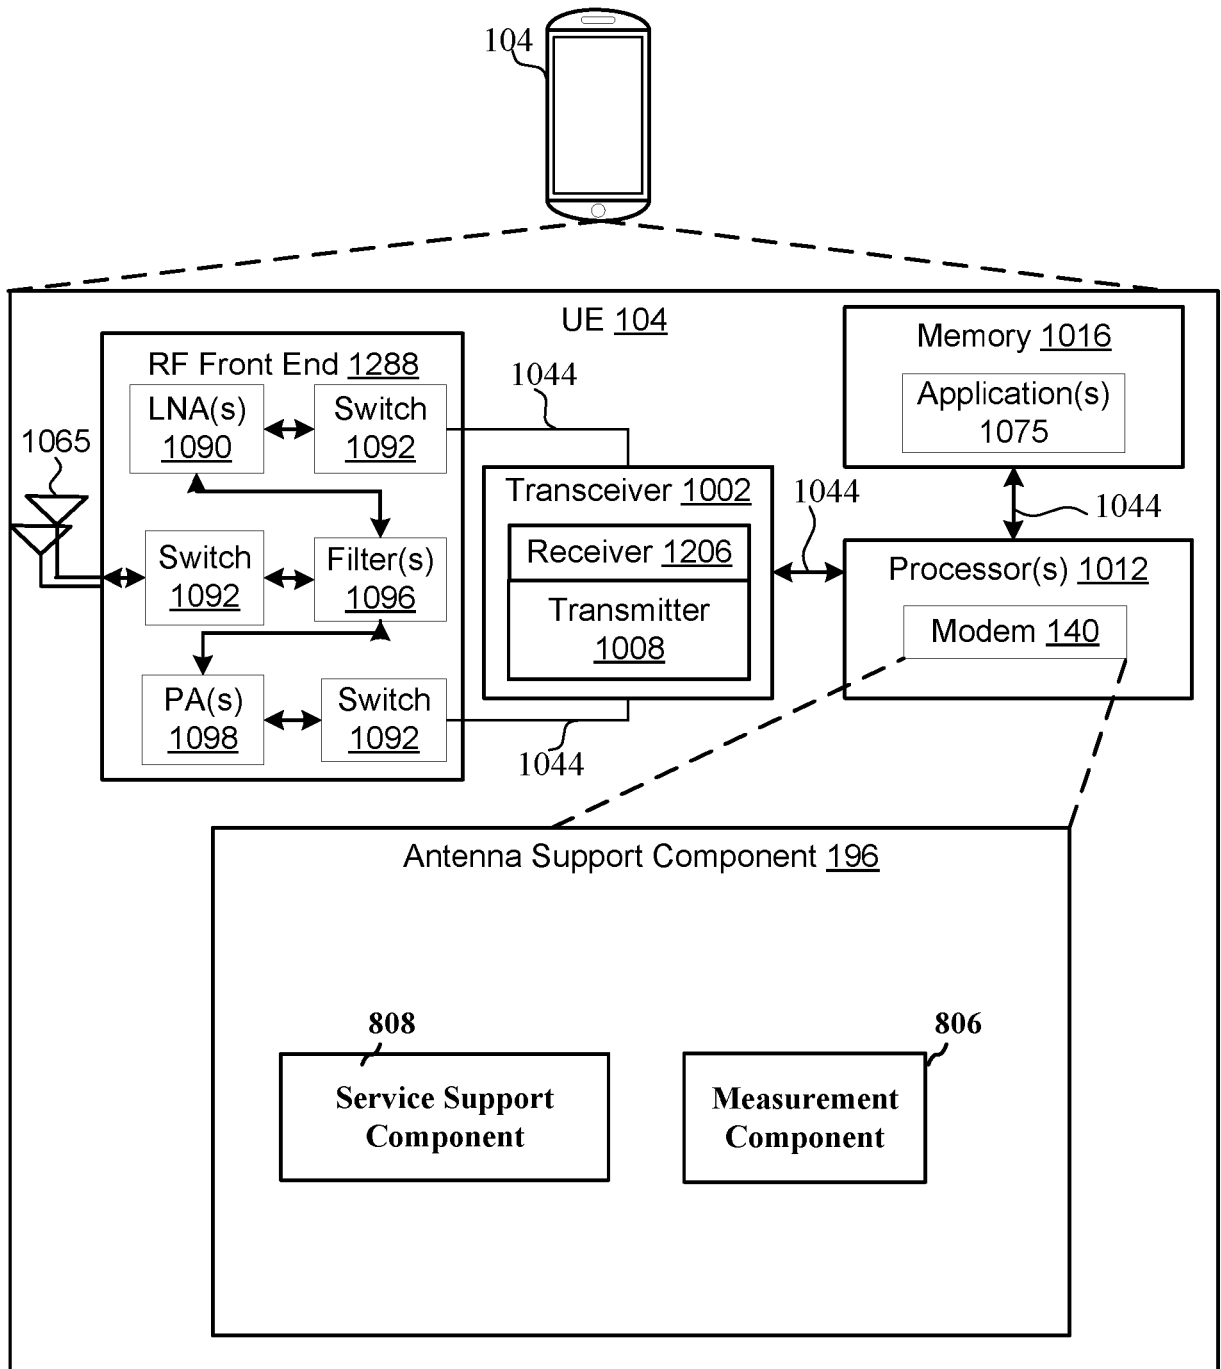 104
UE 104
RF Front End 1288
LNA(s)
1090
Switch
1092
1044
1065
Switch
1092
Filter(s)
1096
PA(s)
1098
Switch
1092
1044
Transceiver 1002
Receiver 1206
Transmitter
1008
1044
Memory 1016
Application(s)
1075
1044
Processor(s) 1012
Modem 140
Antenna Support Component 196
808
Service Support
Component
806
Measurement
Component